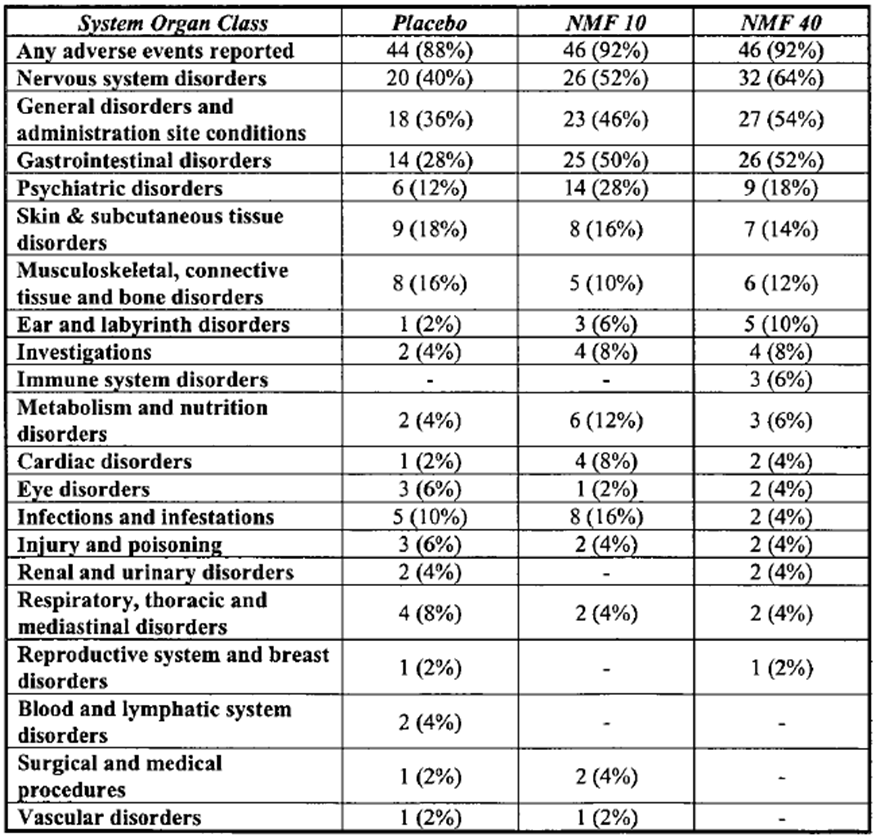 System Organ Class Placebo NMF 10 NMF 40
Any adverse events reported 44 (88%) 46 (92%) 46 (92%)
Nervous system disorders 20 (40%) 26 (52%) 32 (64%)
General disorders and
administration site conditions 18 (36%) 23 (46%) 27 (54%)
Gastrointestinal disorders 14 (28%) 25 (50%) 26 (52%)
Psychiatric disorders 6 (12%) 14 (28%) 9 (18%)
Skin & subcutaneous tissue
disorders 9 (18%) 8 (16%) 7 (14%)
Musculoskeletal, connective
tissue and bone disorders 8 (16%) 5 (10%) 6 (12%)
Ear and labyrinth disorders 1 (2%) 3 (6%) 5 (10%)
Investigations 2 (4%) 4 (8%) 4 (8%)
Immune system disorders - - 3 (6%)
Metabolism and nutrition
disorders 2 (4%) 6 (12%) 3 (6%)
Cardiac disorders 1 (2%) 4 (8%) 2 (4%)
Eye disorders 3 (6%) 1 (2%) 2 (4%)
Infections and infestations 5 (10%) 8 (16%) 2 (4%)
Injury and poisoning 3 (6%) 2 (4%) 2 (4%)
Renal and urinary disorders 2 (4%) - 2 (4%)
Respiratory, thoracic and
mediastinal disorders 4 (8%) 2 (4%) 2 (4%)
Reproductive system and breast
disorders 1 (2%) - 1 (2%)
Blood and lymphatic system
disorders 2 (4%) - -
Surgical and medical
procedures 1 (2%) 2 (4%) -
Vascular disorders 1 (2%) 1 (2%) -